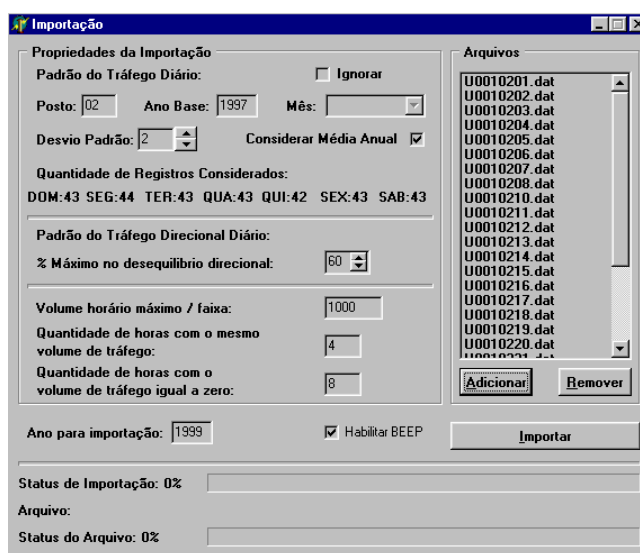 Importação
Propriedades da Importação
Padrão do Tráfego Diário:
Ignorar
Posto: 02 Ano Base: 1997 Mês:
Desvio Padrão: 2 Considerar Média Anual
Quantidade de Registros Considerados:
DOM:43 SEG:44 TER:43 QUA:43 QUI:42 SEX:43 SAB:43
Padrão do Tráfego Direcional Diário:
% Máximo no desequilibrio direcional: 60
Volume horário máximo / faixa: 1000
Quantidade de horas com o mesmo
volume de tráfego: 4
Quantidade de horas com o
volume de tráfego igual a zero: 8
Arquivos
U0010201.dat
U0010202.dat
U0010203.dat
U0010204.dat
U0010205.dat
U0010206.dat
U0010207.dat
U0010208.dat
U0010210.dat
U0010211.dat
U0010212.dat
U0010213.dat
U0010214.dat
U0010215.dat
U0010216.dat
U0010217.dat
U0010218.dat
U0010219.dat
U0010220.dat
Adicionar Remover
Ano para importação: 1999 Habilitar BEEP Importar
Status de Importação: 0%
Arquivo:
Status do Arquivo: 0%